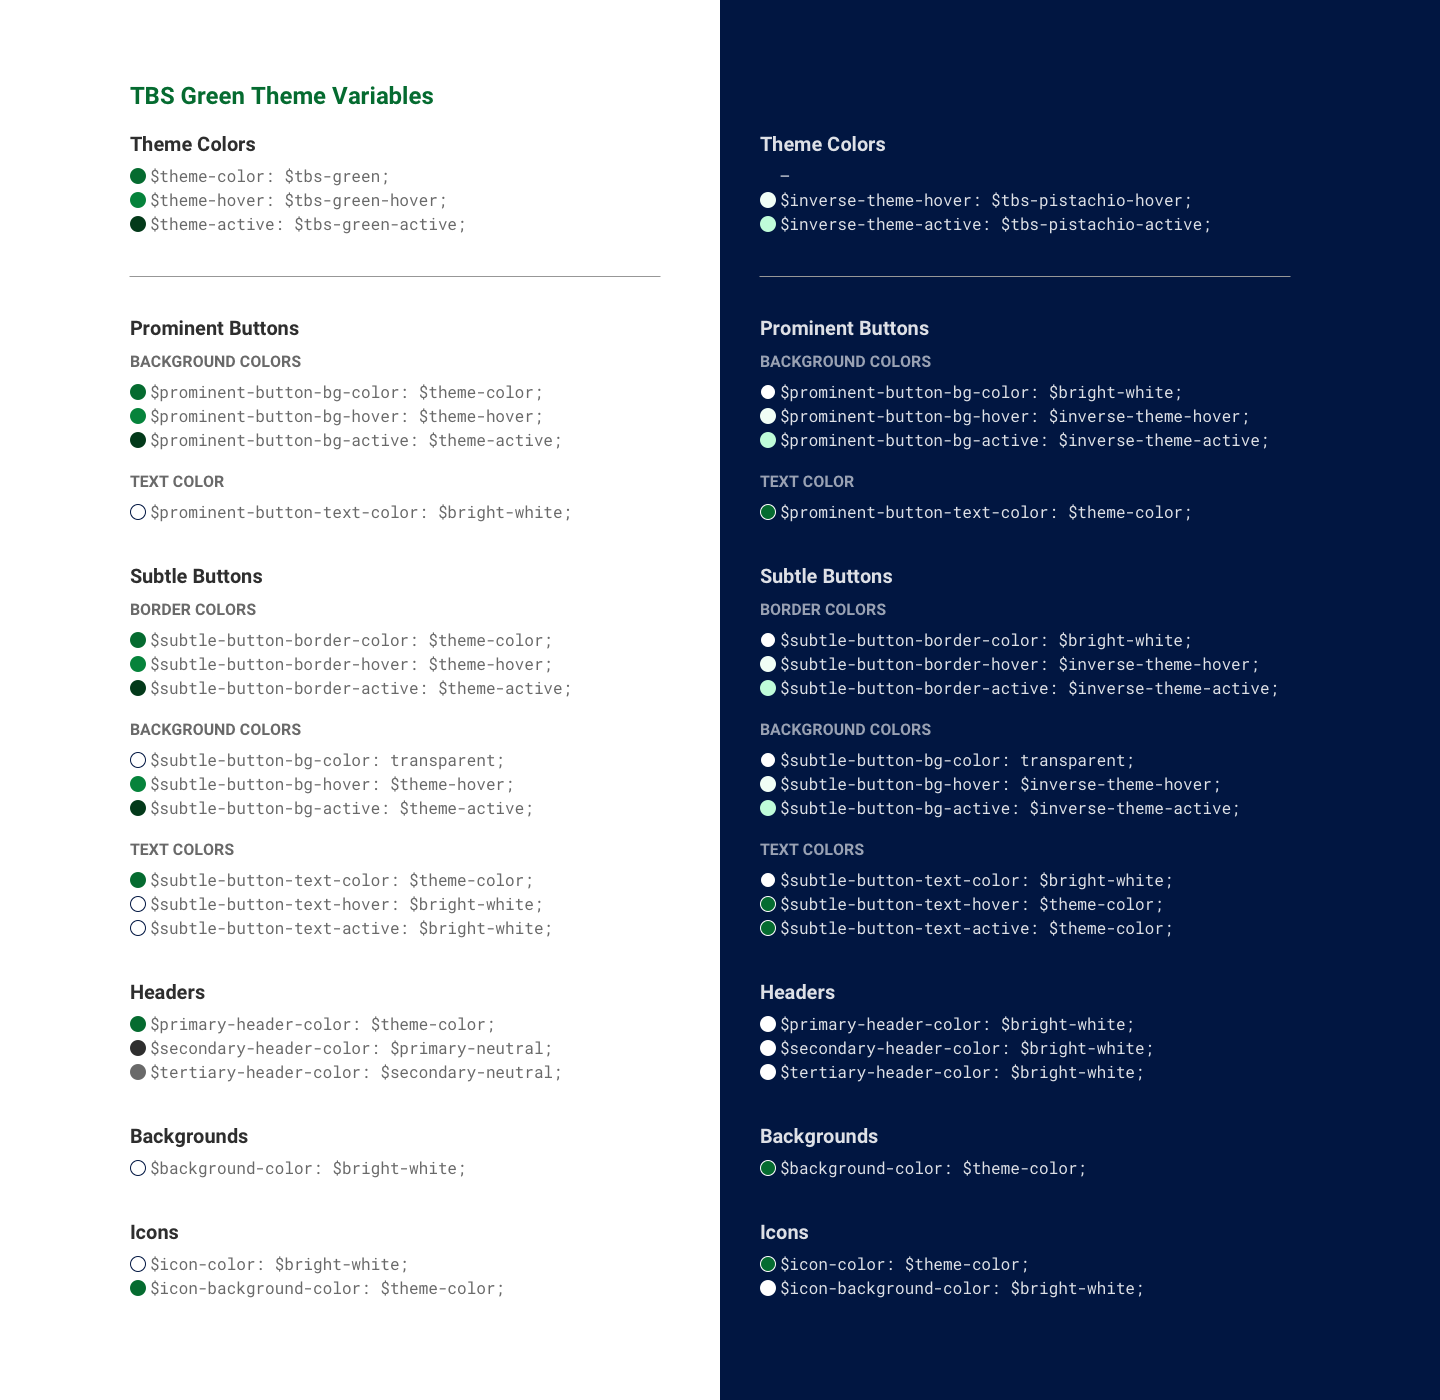 TBS Green Theme Variables
Theme Colors
$theme-color: $tbs-green;
$theme-hover: $tbs-green-hover;
$theme-active: $tbs-green-active;
Prominent Buttons
BACKGROUND COLORS
$prominent-button-bg-color: $theme-color;
$prominent-button-bg-hover: $theme-hover;
$prominent-button-bg-active: $theme-active;
TEXT COLOR
$prominent-button-text-color: $bright-white;
Subtle Buttons
BORDER COLORS
$subtle-button-border-color: $theme-color;
$subtle-button-border-hover: $theme-hover;
$subtle-button-border-active: $theme-active;
BACKGROUND COLORS
$subtle-button-bg-color: transparent;
$subtle-button-bg-hover: $theme-hover;
$subtle-button-bg-active: $theme-active;
TEXT COLORS
$subtle-button-text-color: $theme-color;
$subtle-button-text-hover: $bright-white;
$subtle-button-text-active: $bright-white;
Headers
$primary-header-color: $theme-color;
$secondary-header-color: $primary-neutral;
$tertiary-header-color: $secondary-neutral;
Backgrounds
$background-color: $bright-white;
Icons
$icon-color: $bright-white;
$icon-background-color: $theme-color;
Theme Colors
–
$inverse-theme-hover: $tbs-pistachio-hover;
$inverse-theme-active: $tbs-pistachio-active;
Prominent Buttons
BACKGROUND COLORS
$prominent-button-bg-color: $bright-white;
$prominent-button-bg-hover: $inverse-theme-hover;
$prominent-button-bg-active: $inverse-theme-active;
TEXT COLOR
$prominent-button-text-color: $theme-color;
Subtle Buttons
BORDER COLORS
$subtle-button-border-color: $bright-white;
$subtle-button-border-hover: $inverse-theme-hover;
$subtle-button-border-active: $inverse-theme-active;
BACKGROUND COLORS
$subtle-button-bg-color: transparent;
$subtle-button-bg-hover: $inverse-theme-hover;
$subtle-button-bg-active: $inverse-theme-active;
TEXT COLORS
$subtle-button-text-color: $bright-white;
$subtle-button-text-hover: $theme-color;
$subtle-button-text-active: $theme-color;
Headers
$primary-header-color: $bright-white;
$secondary-header-color: $bright-white;
$tertiary-header-color: $bright-white;
Backgrounds
$background-color: $theme-color;
Icons
$icon-color: $theme-color;
$icon-background-color: $bright-white;